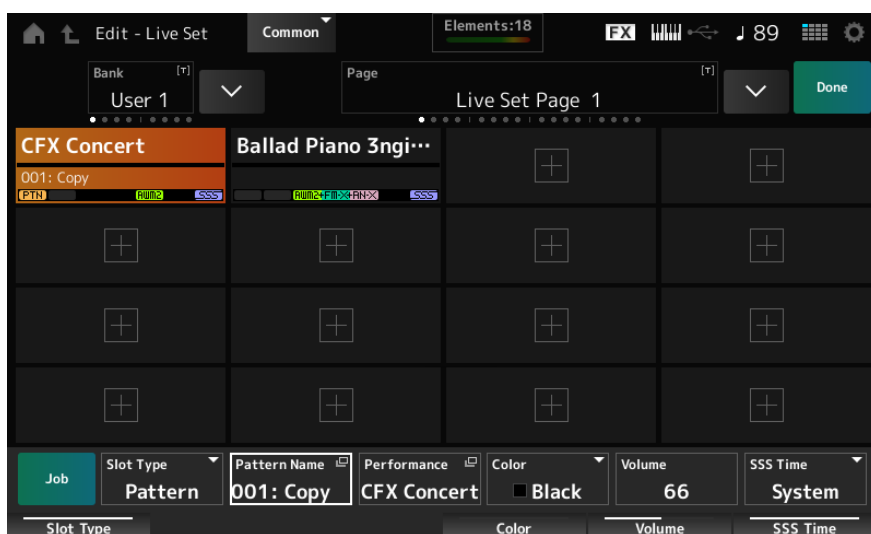 Edit - Live Set
Common
Elements:18
FX
♩ 89
Bank
[T]
User 1
Page
[T]
Live Set Page 1
Done
CFX Concert
001: Copy
PTN
AWM2
SSS
Ballad Piano 3ngi…
AWM2+FM-X+AN-X
SSS
Job
Slot Type
Pattern
Pattern Name
001: Copy
Performance
CFX Concert
Color
Black
Volume
66
SSS Time
System
Slot Type
Color
Volume
SSS Time